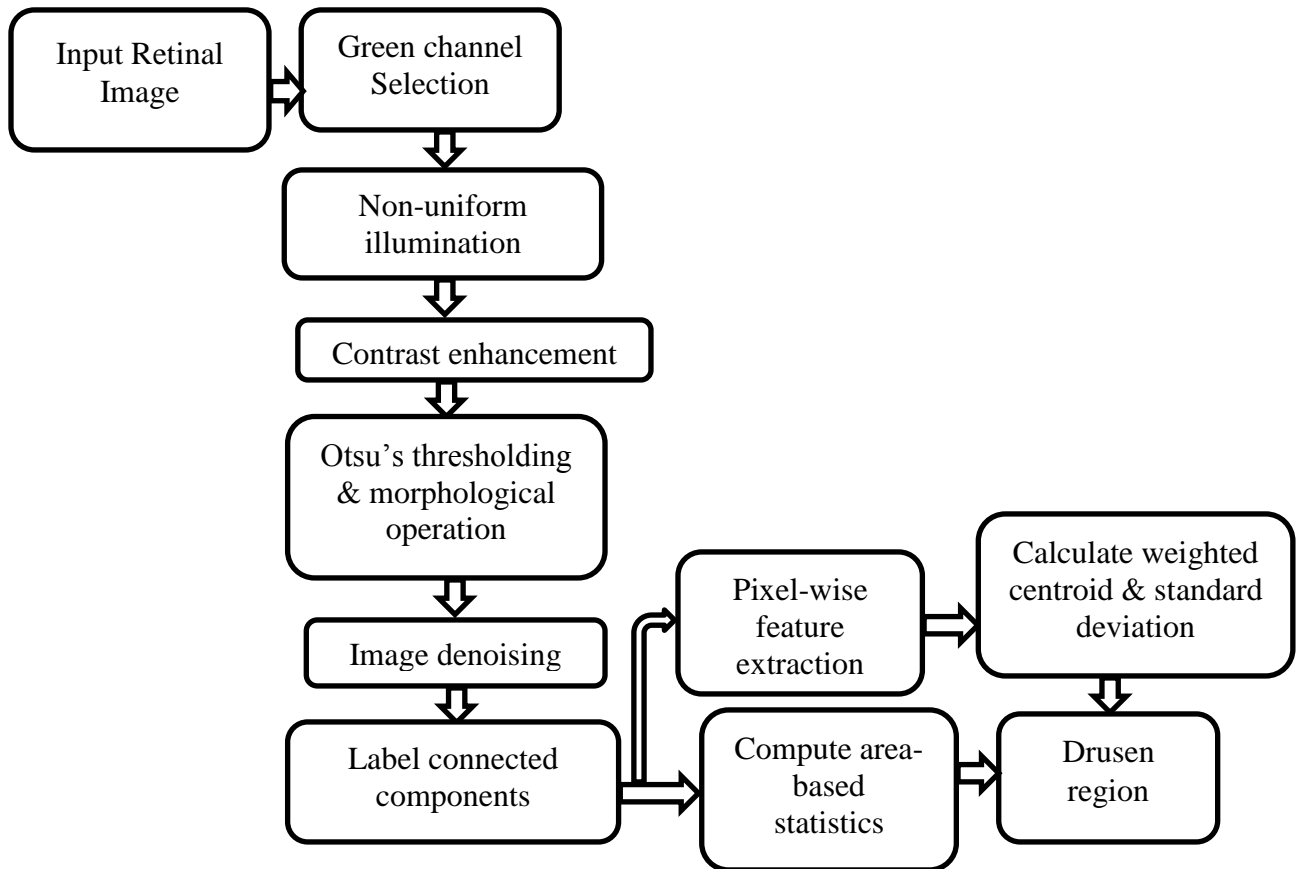 Input Retinal
Image
Green channel
Selection
Non-uniform
illumination
Contrast enhancement
Otsu’s thresholding
& morphological
operation
Image denoising
Label connected
components
Pixel-wise
feature
extraction
Calculate weighted
centroid & standard
deviation
Compute area-
based
statistics
Drusen
region